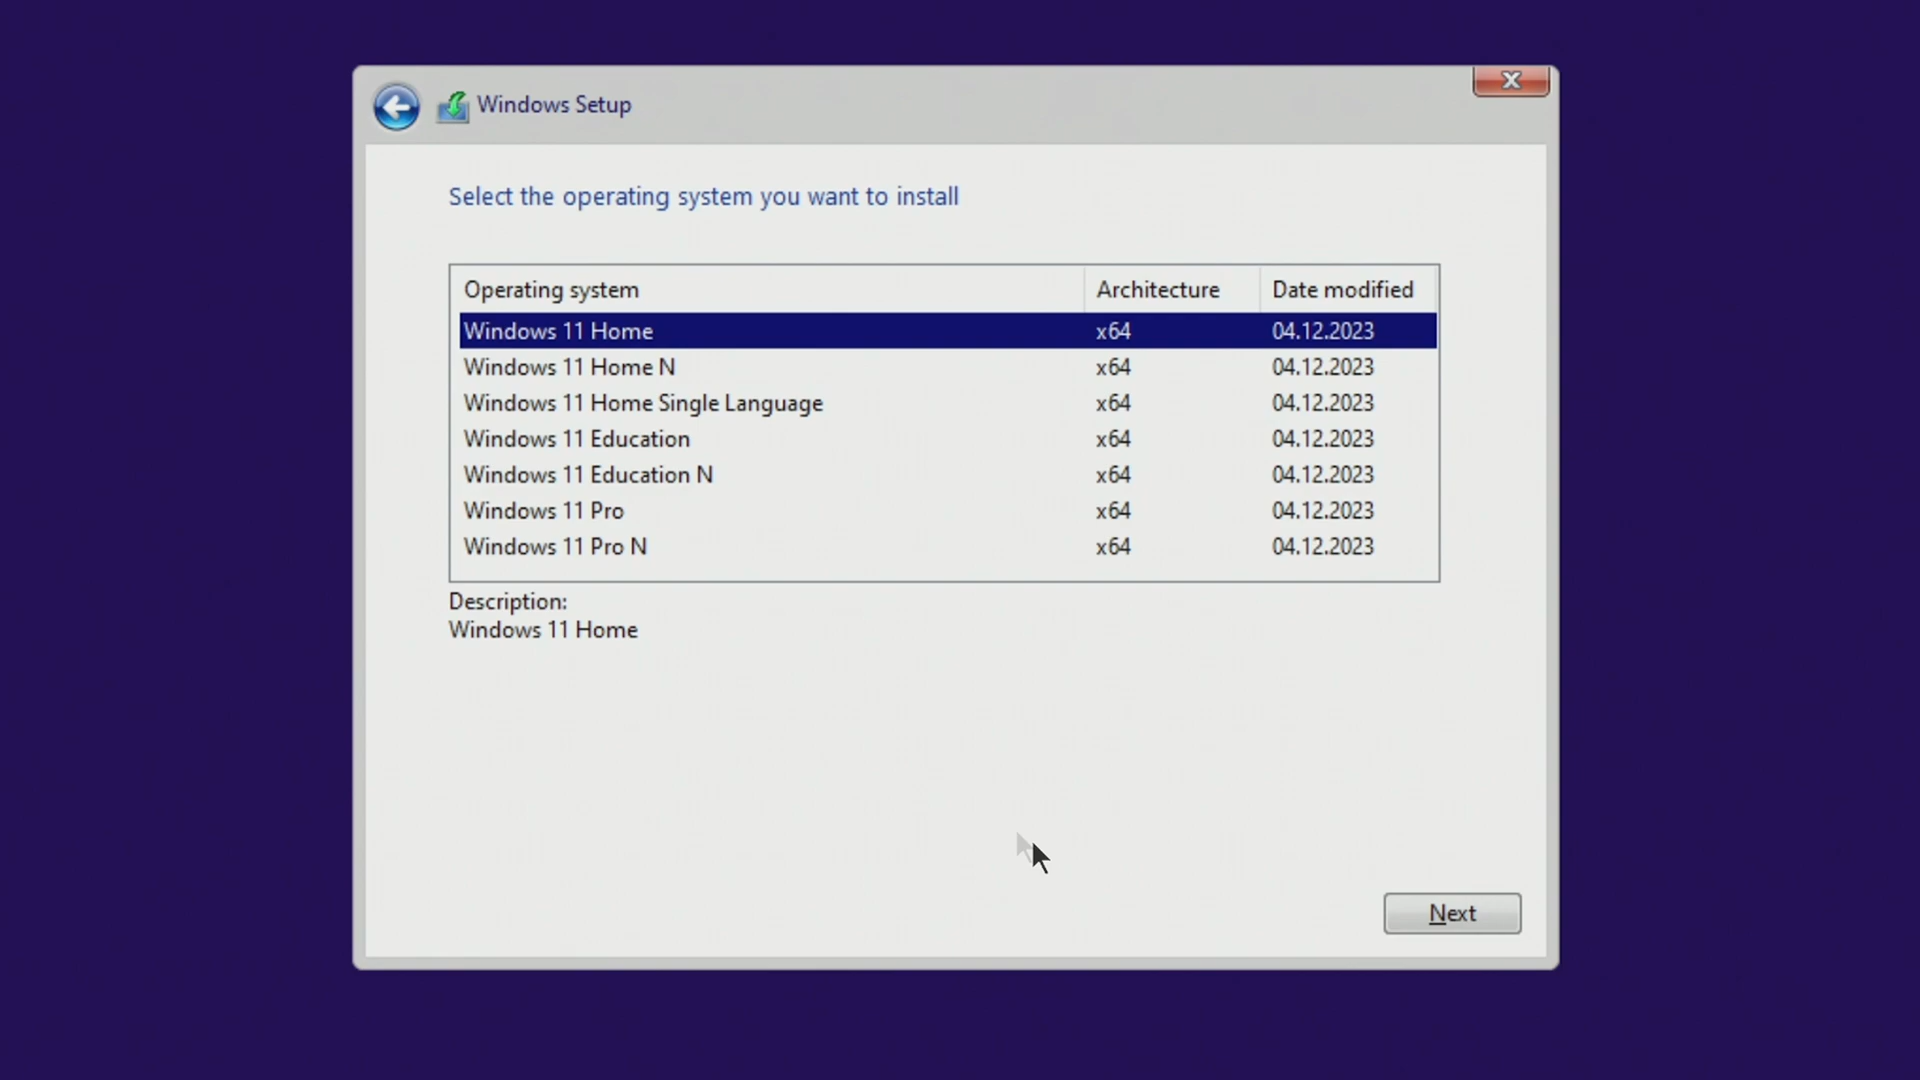 Windows Setup
Select the operating system you want to install
Operating system Architecture Date modified
Windows 11 Home x64 04.12.2023
Windows 11 Home N x64 04.12.2023
Windows 11 Home Single Language x64 04.12.2023
Windows 11 Education x64 04.12.2023
Windows 11 Education N x64 04.12.2023
Windows 11 Pro x64 04.12.2023
Windows 11 Pro N x64 04.12.2023
Description:
Windows 11 Home
Next